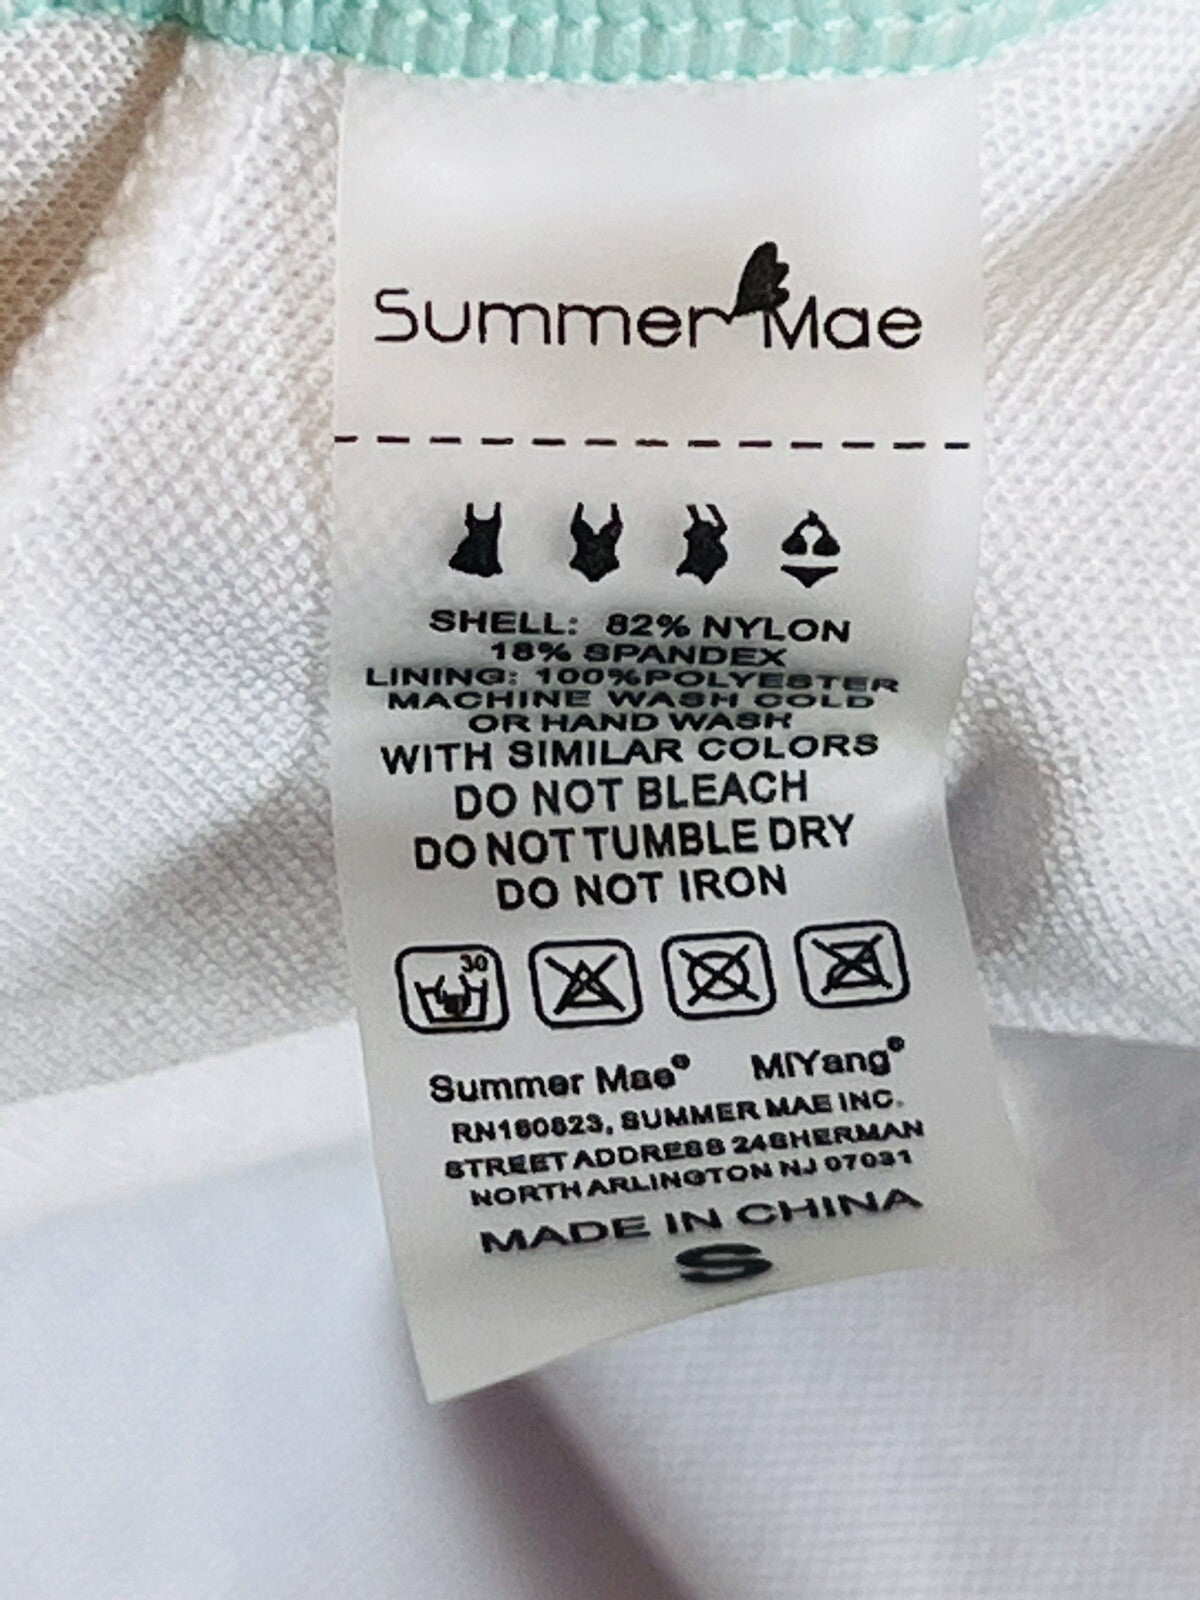 Summer Mae
SHELL: 82% NYLON
18% SPANDEX
LINING: 100%POLYESTER
MACHINE WASH COLD
OR HAND WASH
WITH SIMILAR COLORS
DO NOT BLEACH
DO NOT TUMBLE DRY
DO NOT IRON
30
Summer Mae® MIYang®
RN160823, SUMMER MAE INC.
STREET ADDRESS 24SHERMAN
NORTH ARLINGTON NJ 07031
MADE IN CHINA
S